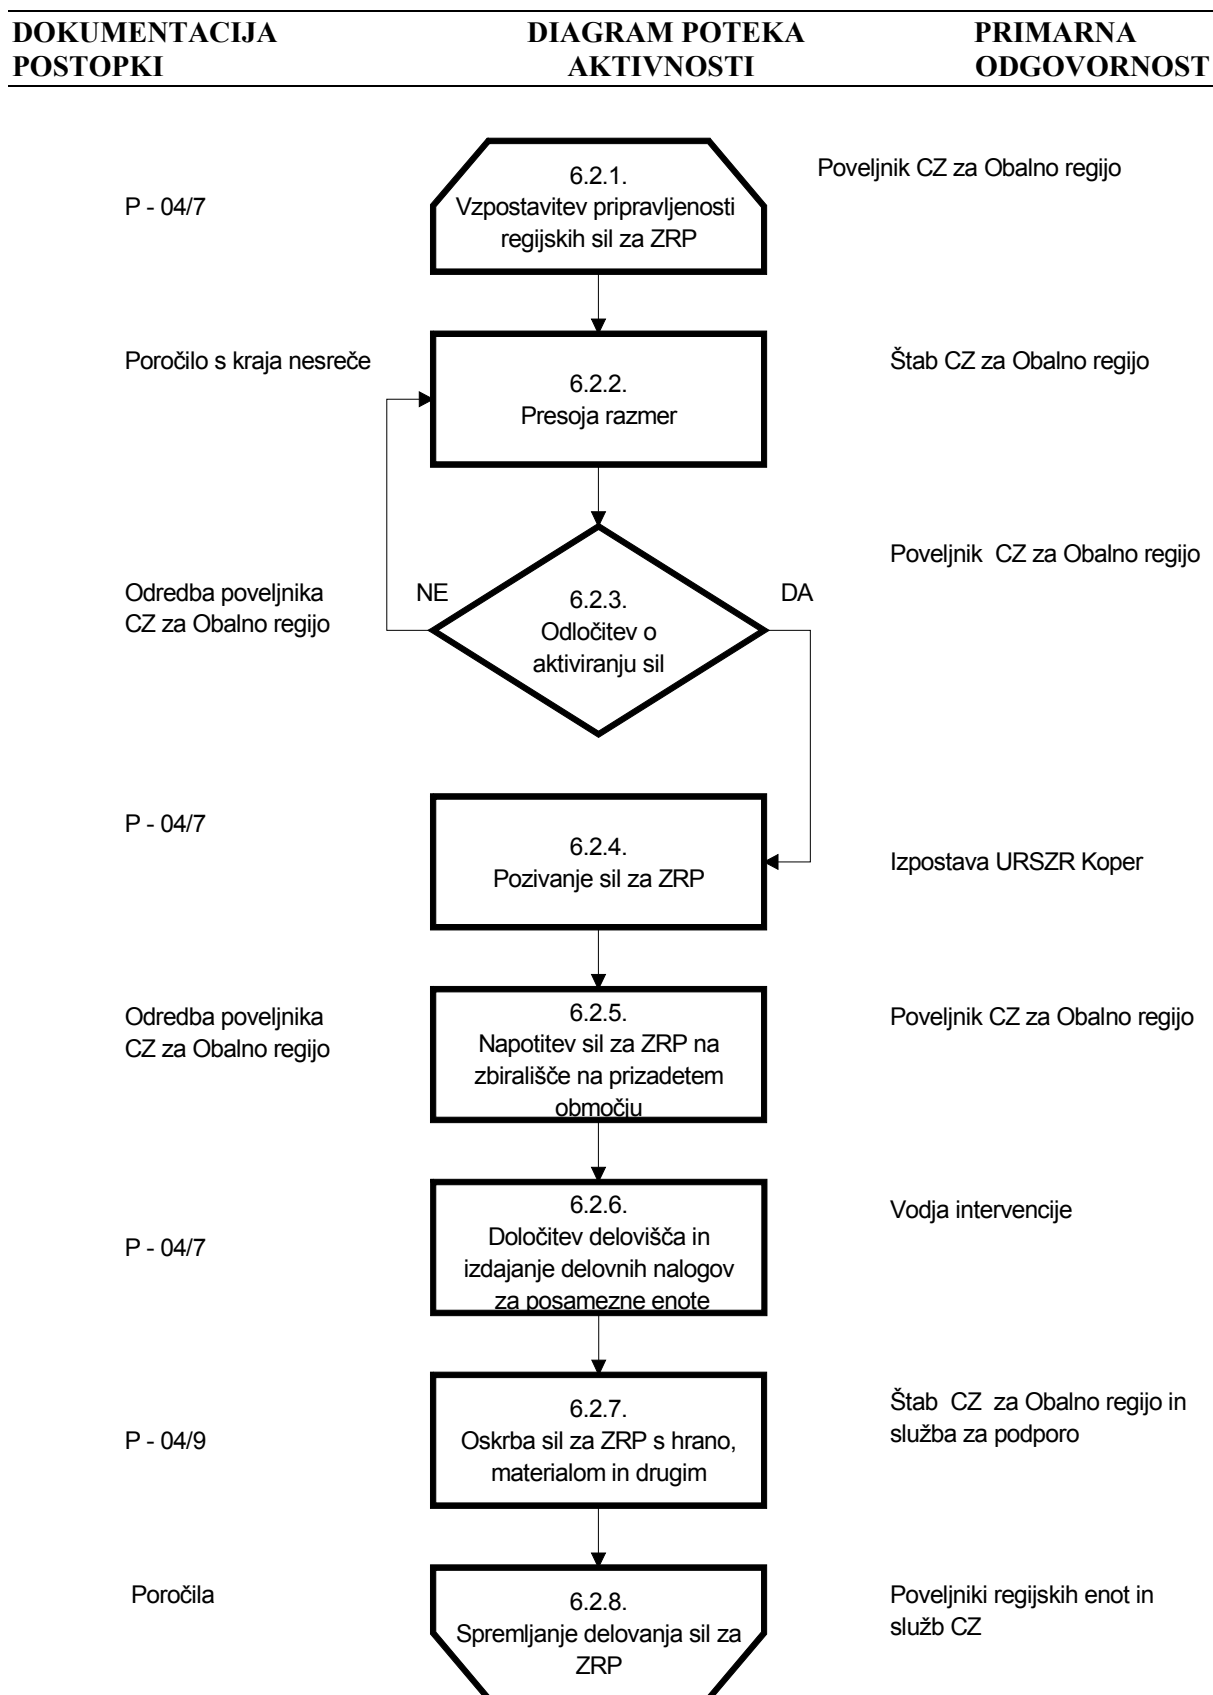 DOKUMENTACIJA DIAGRAM POTEKA PRIMARNA
POSTOPKI AKTIVNOSTI ODGOVORNOST
Poveljnik CZ za Obalno regijo
6.2.1.
P - 04/7
Vzpostavitev pripravljenosti
regijskih sil za ZRP
Poročilo s kraja nesreče
Štab CZ za Obalno regijo
6.2.2.
Presoja razmer
Poveljnik CZ za Obalno regijo
Odredba poveljnika
CZ za Obalno regijo
NE
6.2.3.
Odločitev o
aktiviranju sil
DA
P - 04/7
6.2.4.
Pozivanje sil za ZRP
Izpostava URSZR Koper
Odredba poveljnika
CZ za Obalno regijo
6.2.5.
Napotitev sil za ZRP na
zbirališče na prizadetem
območju
Poveljnik CZ za Obalno regijo
P - 04/7
6.2.6.
Določitev delovišča in
izdajanje delovnih nalogov
za posamezne enote
Vodja intervencije
P - 04/9
6.2.7.
Oskrba sil za ZRP s hrano,
materialom in drugim
Štab CZ za Obalno regijo in
služba za podporo
Poročila
6.2.8.
Spremljanje delovanja sil za
ZRP
Poveljniki regijskih enot in
služb CZ